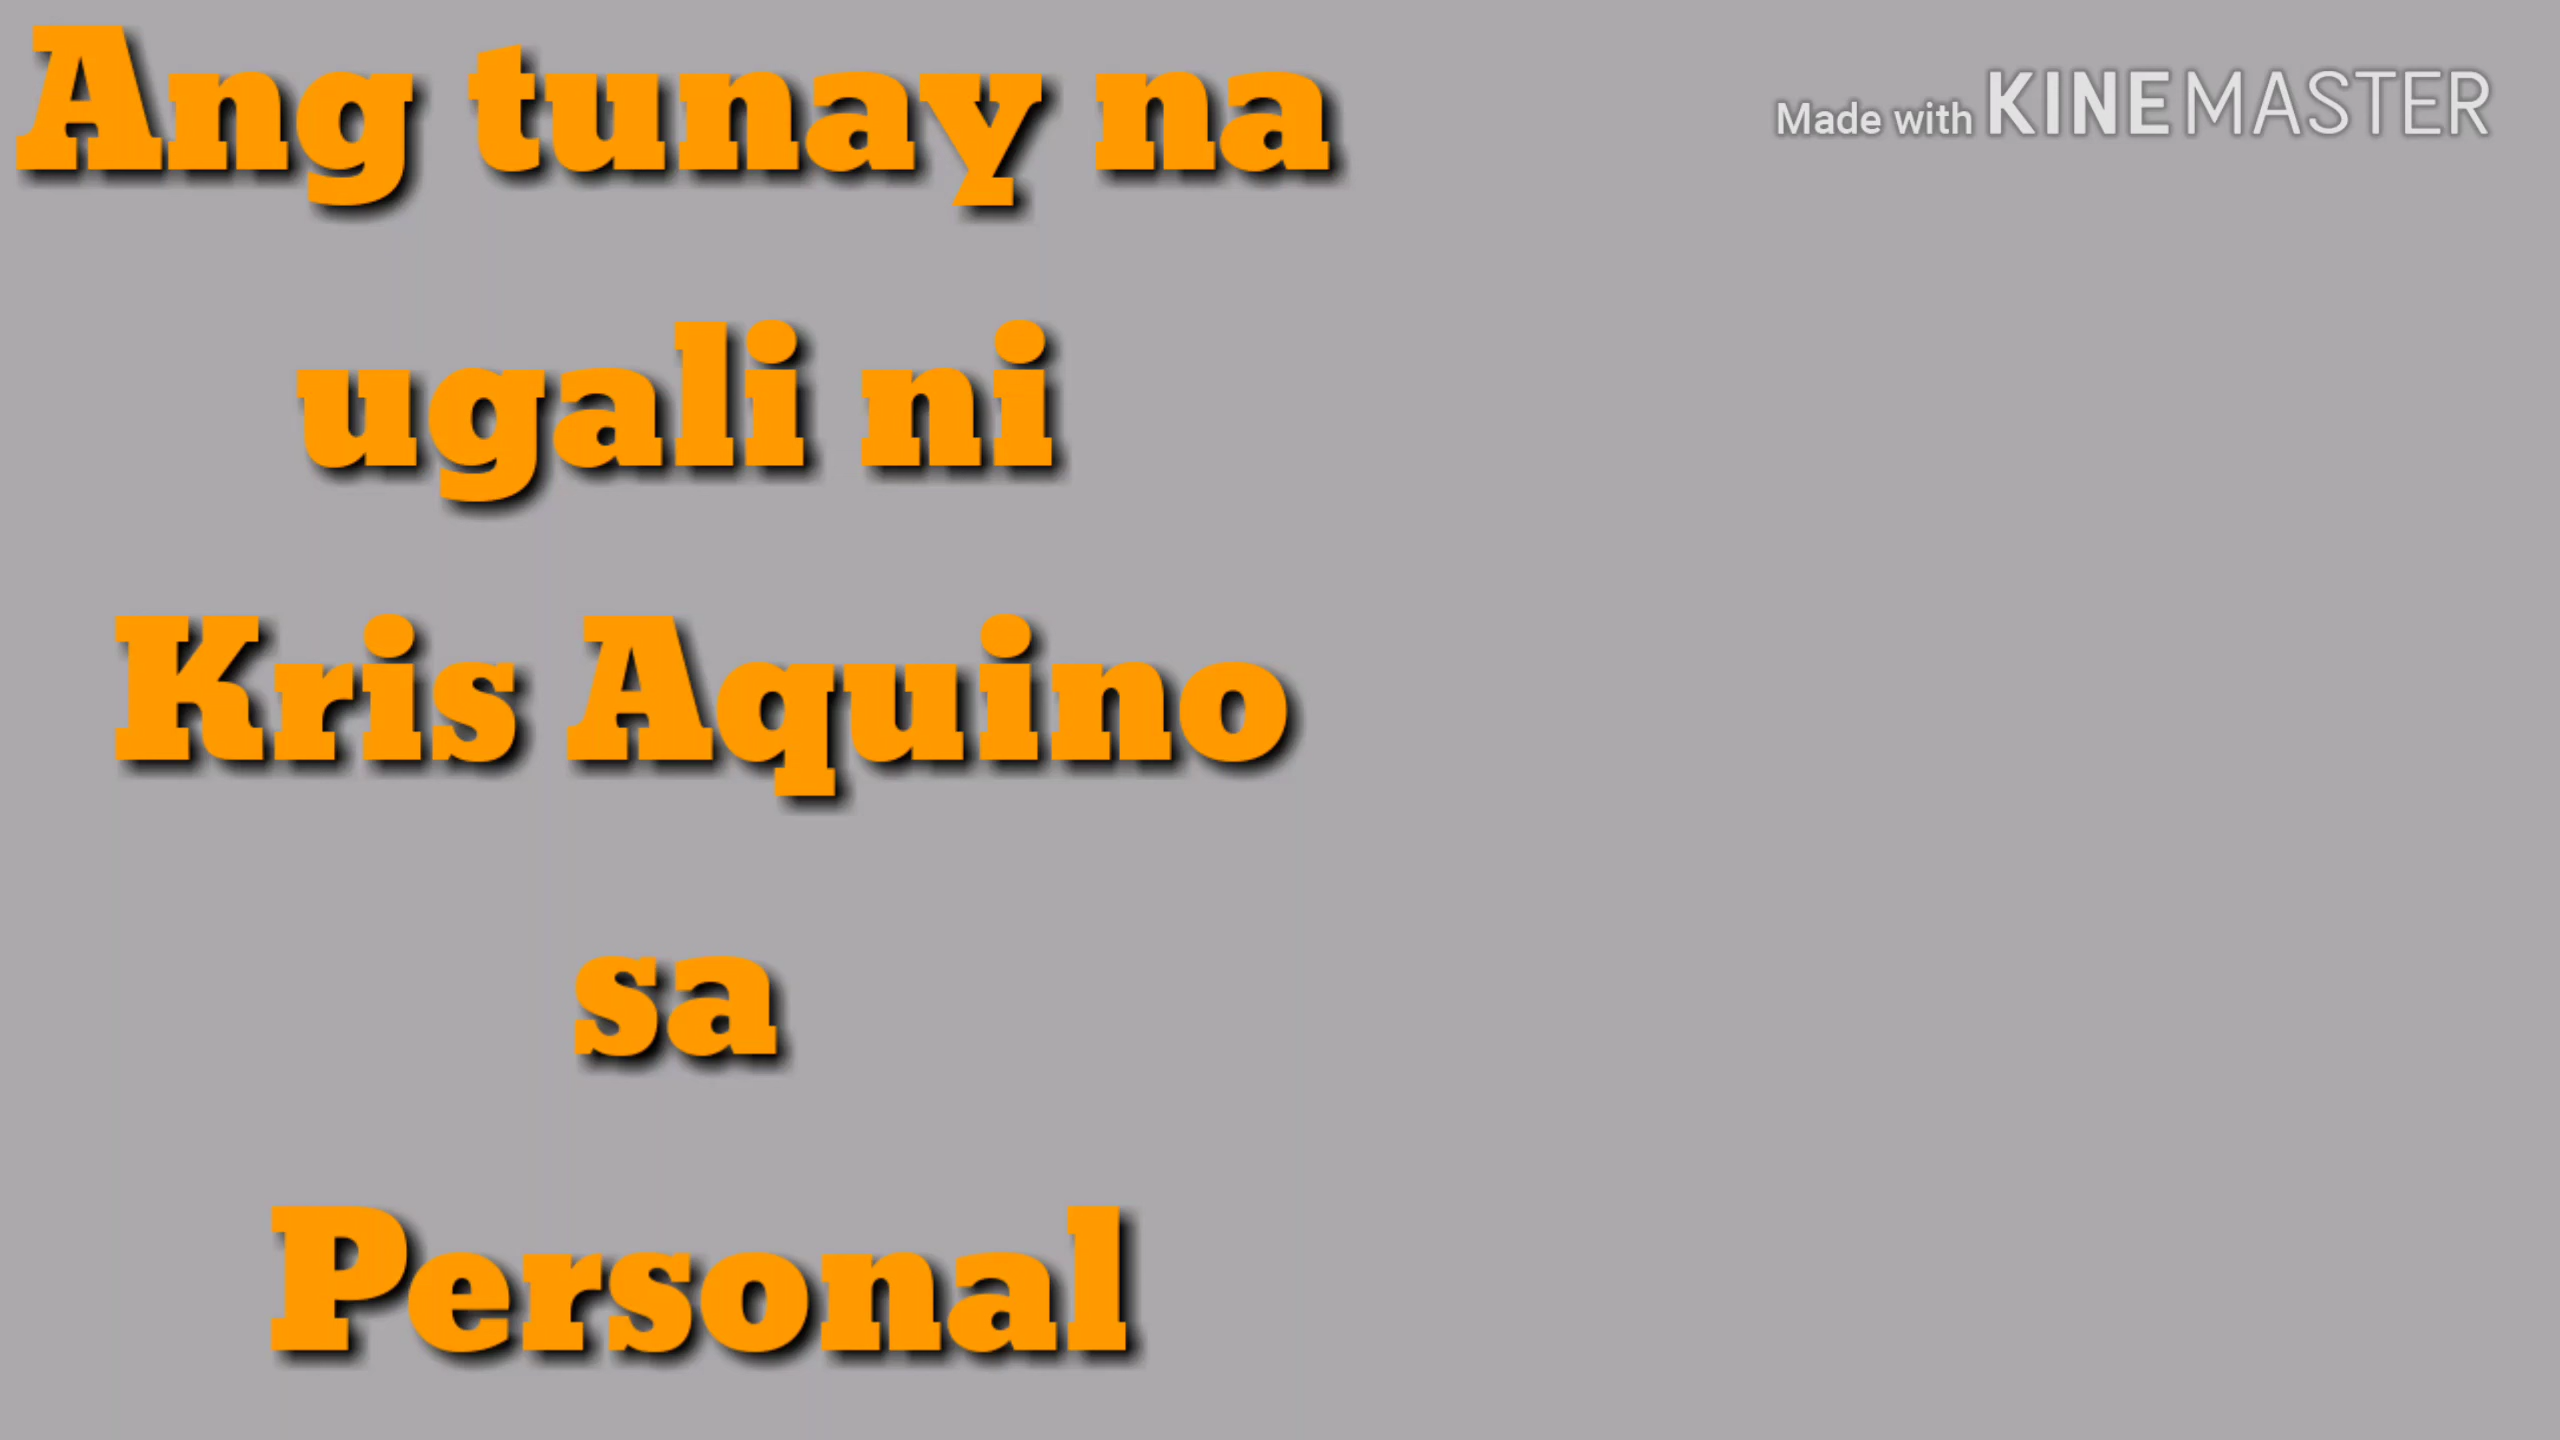 Ang tunay na
Made with KINEMASTER
ugali ni
Kris Aquino
sa
Personal